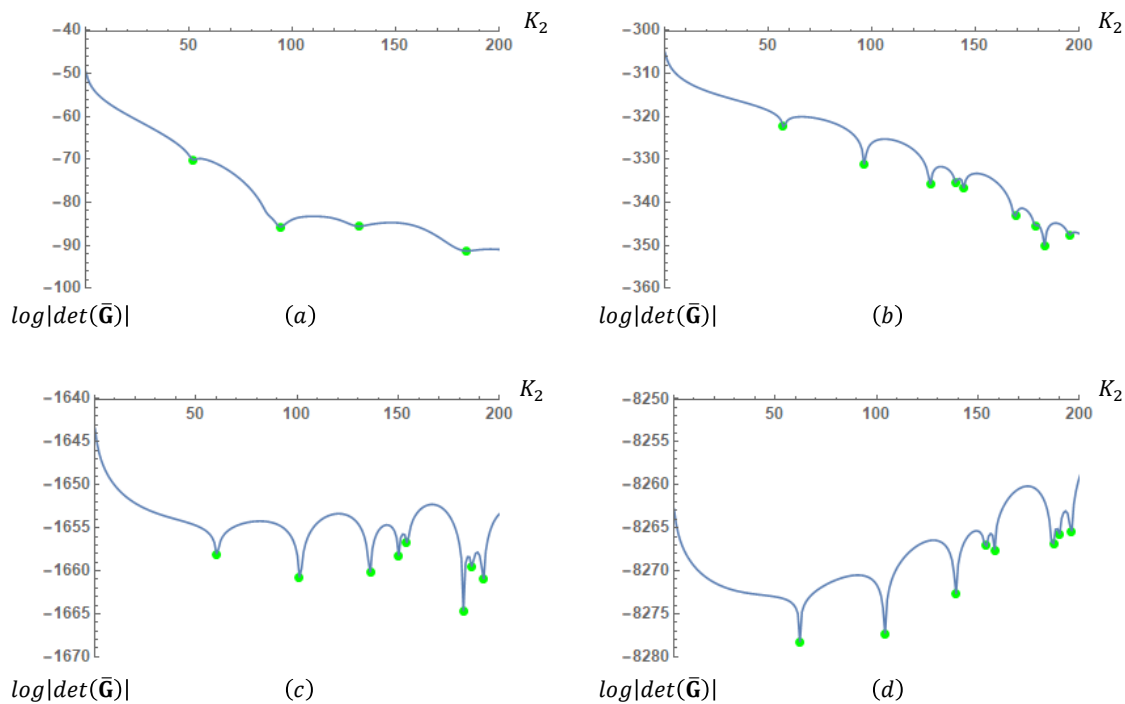 K₂
−40
50 100 150 200
−50
−60
−70
−80
−90
−100
log|det(Ḡ)| (a)
K₂
−300
50 100 150 200
−310
−320
−330
−340
−350
−360
log|det(Ḡ)| (b)
K₂
−1640
50 100 150 200
−1645
−1650
−1655
−1660
−1665
−1670
log|det(Ḡ)| (c)
K₂
−8250
50 100 150 200
−8255
−8260
−8265
−8270
−8275
−8280
log|det(Ḡ)| (d)